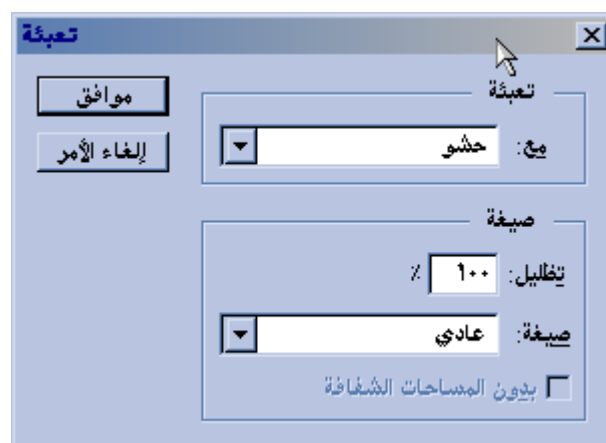 تعبئة
تعبئة
موافق
مع: حشو
إلغاء الأمر
صيغة
تظليل: ١٠٠ ٪
صيغة: عادي
بدون المساحات الشفافة